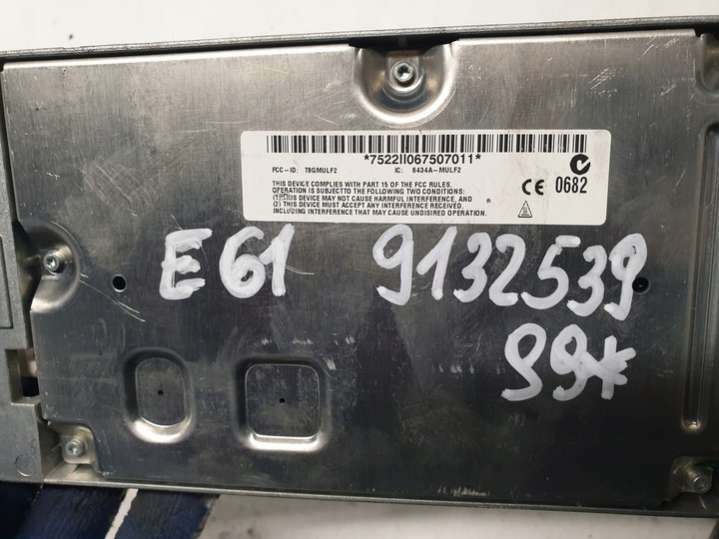 *7522II067507011*
FCC-ID: T8GMULF2 IC: 6434A-MULF2
THIS DEVICE COMPLIES WITH PART 15 OF THE FCC RULES.
OPERATION IS SUBJECTTO THE FOLLOWING TWO CONDITIONS:
(1) THIS DEVICE MAY NOT CAUSE HARMFUL INTERFERENCE, AND
(2) THIS DEVICE MUST ACCEPT ANY INTERFERENCE RECEIVED
INCLUDING INTERFERENCE THAT MAY CAUSE UNDISIRED OPERATION.
CE 0682
E61 9132539
99*